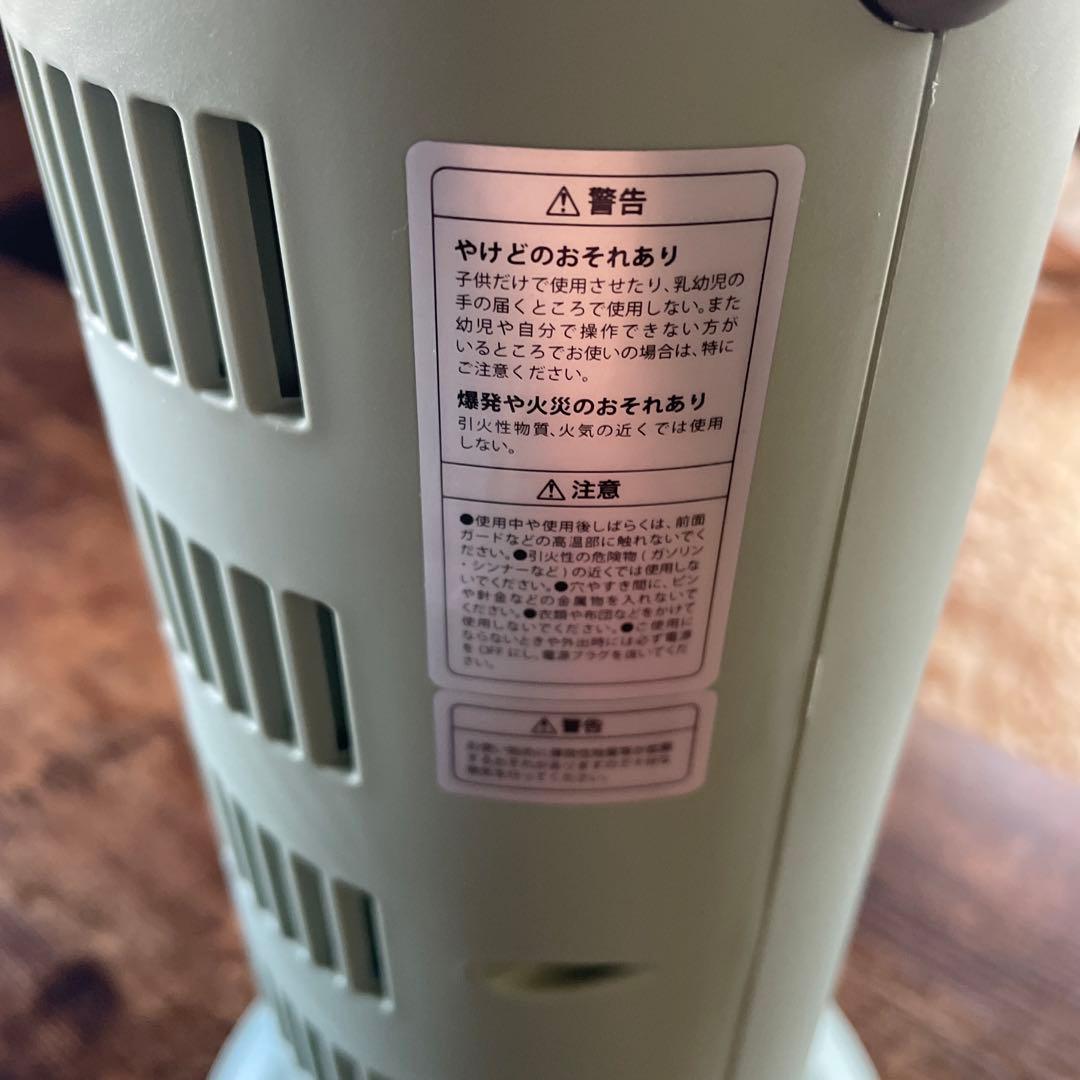 ⚠警告
やけどのおそれあり
子供だけで使用させたり、乳幼児の
手の届くところで使用しない。また
幼児や自分で操作できない方が
いるところでお使いの場合は、特に
ご注意ください。
爆発や火災のおそれあり
引火性物質、火気の近くでは使用
しない。
⚠注意
●使用中や使用後しばらくは、前面
ガードなどの高温部に触れないでく
ださい。●引火性の危険物(ガソリン
・シンナーなど)の近くでは使用しな
いでください。●穴やすき間に、ピン
や針金などの金属物を入れないで
ください。●衣類や布団などをかけて
使用しないでください。●ご使用に
ならないときや外出時には必ず電源
をOFFにし、電源プラグを抜いてくだ
さい。
⚠警告